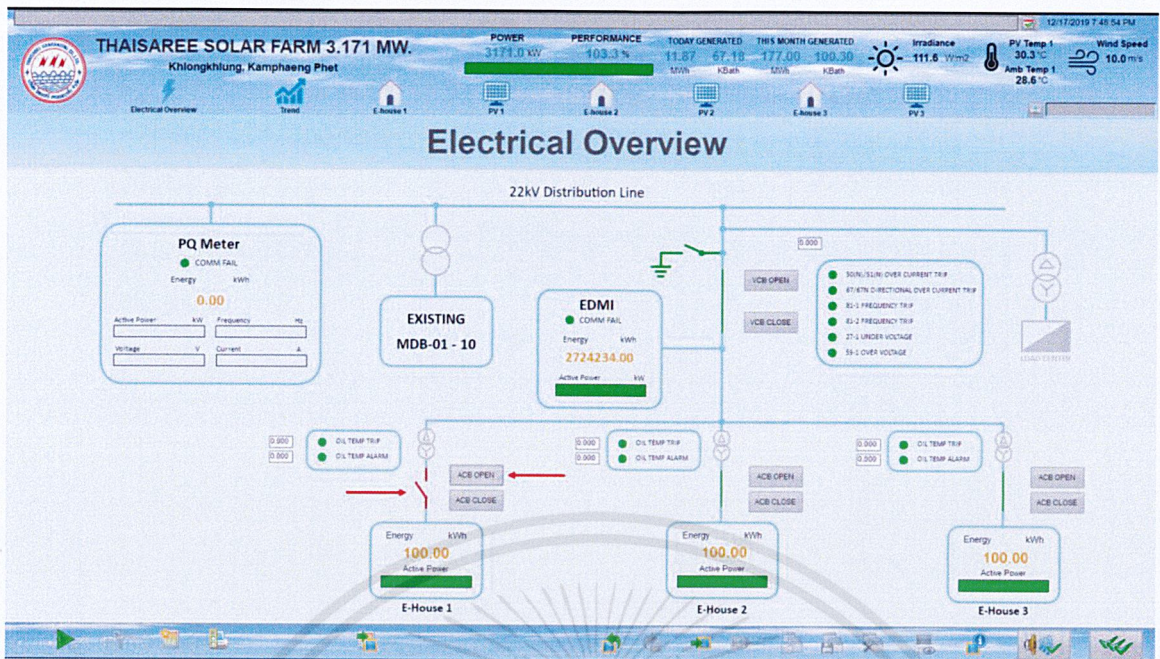 12/17/2019 7:48:54 PM
THAISAREE SOLAR FARM 3.171 MW.
Khlongkhlung, Kamphaeng Phet
POWER
3171.0 kW
PERFORMANCE
103.3 %
TODAY GENERATED
11.87 67.18
MWh KBath
THIS MONTH GENERATED
177.00 100.30
MWh KBath
Irradiance
111.6 W/m2
PV Temp 1
30.3 °C
Amb Temp 1
28.6 °C
Wind Speed
10.0 m/s
Electrical Overview
Trend
E-house 1
PV 1
E-house 2
PV 2
E-house 3
PV 3
Electrical Overview
22kV Distribution Line
PQ Meter
COMM FAIL
Energy kWh
0.00
Active Power kW Frequency Hz
Voltage V Current A
EXISTING
MDB-01 - 10
EDMI
COMM FAIL
Energy kWh
2724234.00
Active Power kW
0.000
VCB OPEN
VCB CLOSE
50(N)/51(N) OVER CURRENT TRIP
67/67N DIRECTIONAL OVER CURRENT TRIP
81-1 FREQUENCY TRIP
81-2 FREQUENCY TRIP
27-1 UNDER VOLTAGE
59-1 OVER VOLTAGE
LOAD CENTER
0.000 OIL TEMP TRIP
0.000 OIL TEMP ALARM
ACB OPEN
ACB CLOSE
Energy kWh
100.00
Active Power
E-House 1
0.000 OIL TEMP TRIP
0.000 OIL TEMP ALARM
ACB OPEN
ACB CLOSE
Energy kWh
100.00
Active Power
E-House 2
0.000 OIL TEMP TRIP
0.000 OIL TEMP ALARM
ACB OPEN
ACB CLOSE
Energy kWh
100.00
Active Power
E-House 3